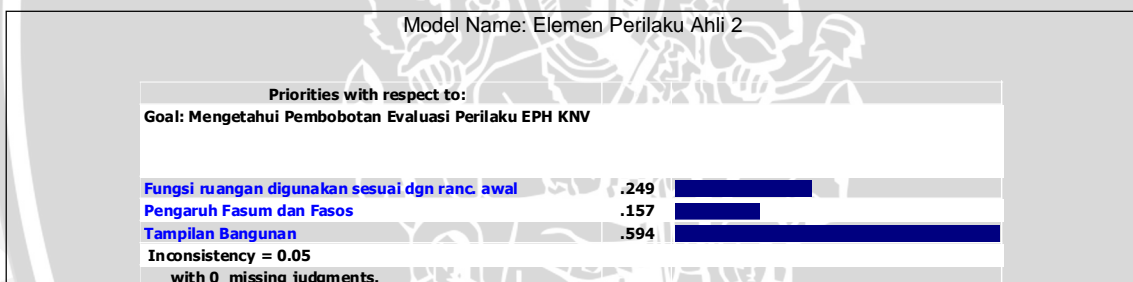 Model Name: Elemen Perilaku Ahli 2
Priorities with respect to:
Goal: Mengetahui Pembobotan Evaluasi Perilaku EPH KNV
Fungsi ruangan digunakan sesuai dgn ranc. awal .249
Pengaruh Fasum dan Fasos .157
Tampilan Bangunan .594
Inconsistency = 0.05
with 0 missing judgments.